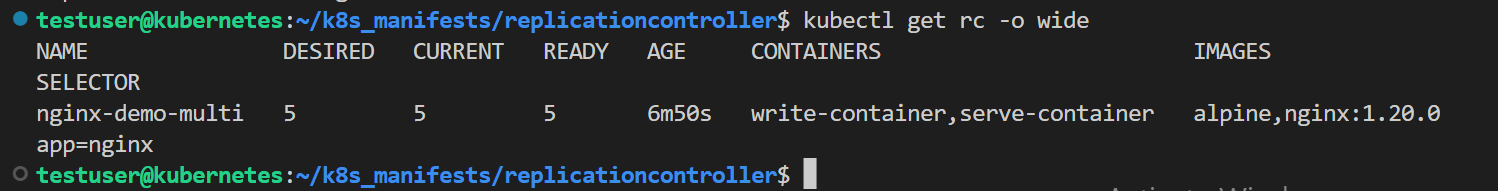 testuser@kubernetes:~/k8s_manifests/replicationcontroller$ kubectl get rc -o wide
NAME DESIRED CURRENT READY AGE CONTAINERS IMAGES
SELECTOR
nginx-demo-multi 5 5 5 6m50s write-container,serve-container alpine,nginx:1.20.0
app=nginx
testuser@kubernetes:~/k8s_manifests/replicationcontroller$